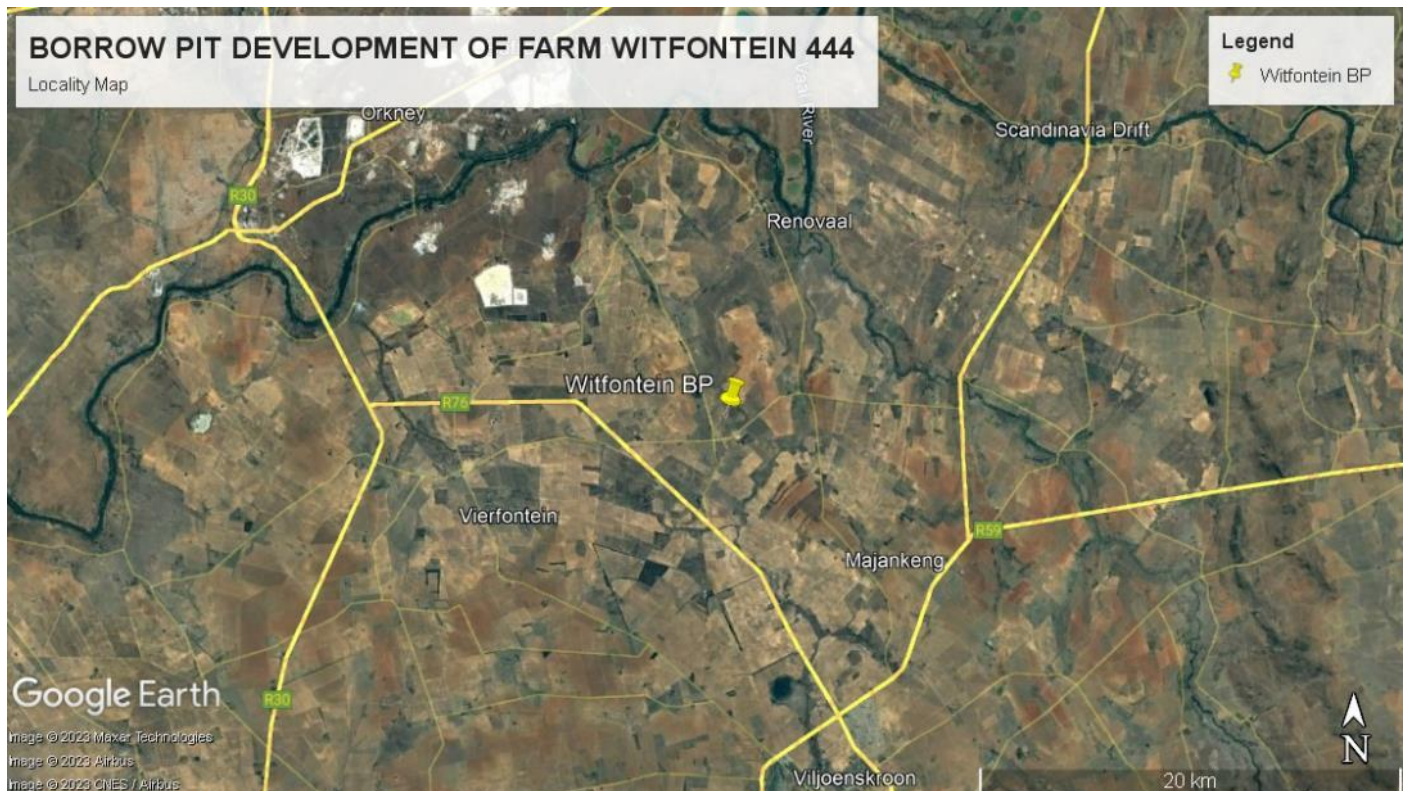 BORROW PIT DEVELOPMENT OF FARM WITFONTEIN 444
Locality Map
Legend
Witfontein BP
Orkney
Vaal River
Scandinavia Drift
R30
Renovaal
Witfontein BP
R76
Vierfontein
R59
Majankeng
Google Earth
R30
Image © 2023 Maxar Technologies
Image © 2023 Airbus
Image © 2023 CNES / Airbus
N
Viljoenskroon
20 km